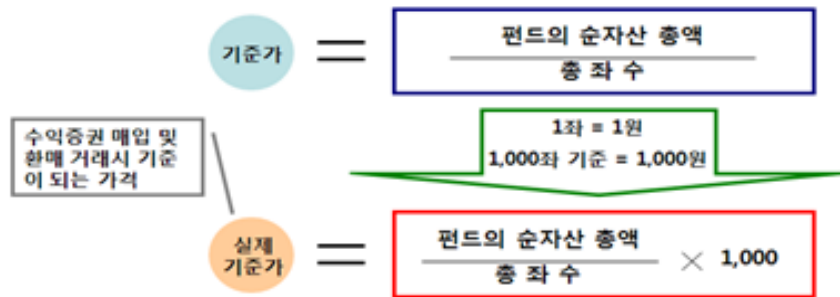 기준가
=
펀드의 순자산 총액
총 좌 수
1좌 = 1원
1,000좌 기준 = 1,000원
수익증권 매입 및
환매 거래시 기준
이 되는 가격
실제
기준가
=
펀드의 순자산 총액
총 좌 수
× 1,000